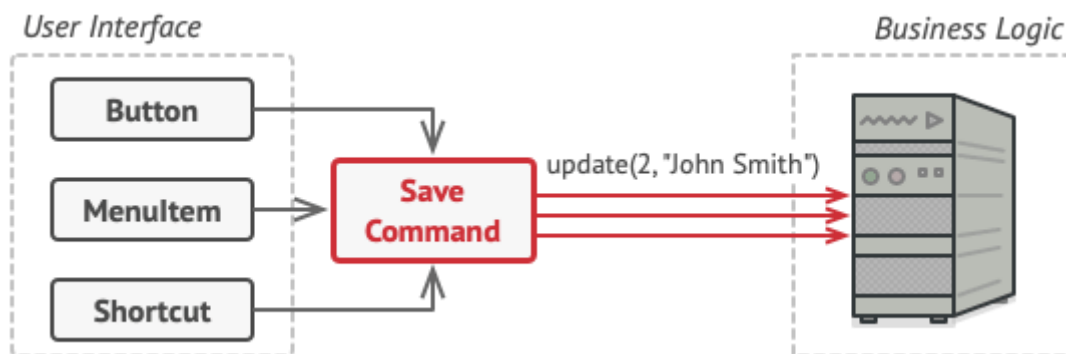 User Interface
Business Logic
Button
update(2, "John Smith")
Save
Command
MenuItem
Shortcut